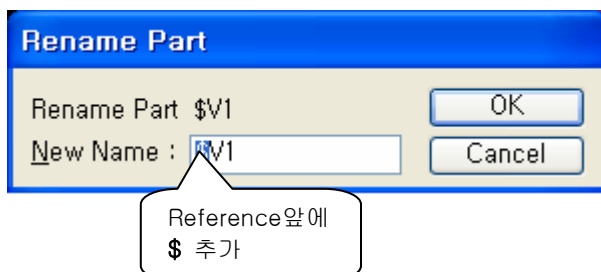 Rename Part
Rename Part $V1
OK
New Name : $V1
Cancel
Reference앞에
$ 추가